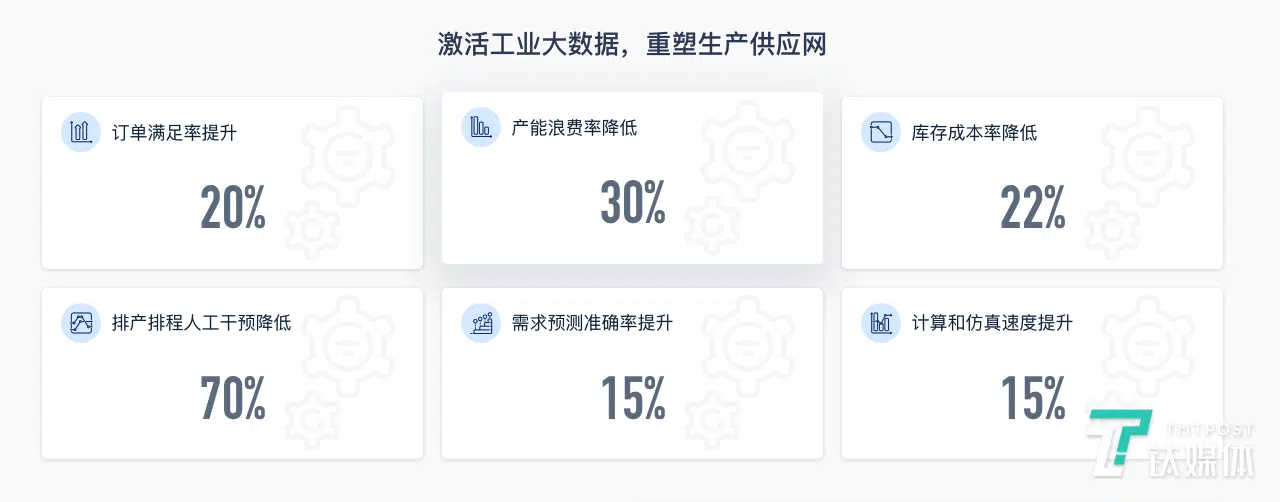 激活工业大数据，重塑生产供应网
订单满足率提升
20%
产能浪费率降低
30%
库存成本率降低
22%
排产排程人工干预降低
70%
需求预测准确率提升
15%
计算和仿真速度提升
15%
TMTPOST
钛媒体